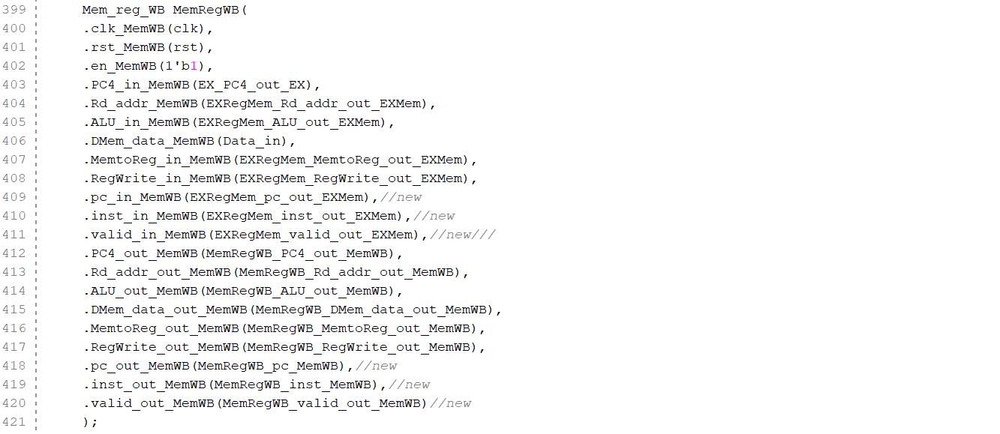 399 Mem_reg_WB MemRegWB(
400 .clk_MemWB(clk),
401 .rst_MemWB(rst),
402 .en_MemWB(1'b1),
403 .PC4_in_MemWB(EX_PC4_out_EX),
404 .Rd_addr_MemWB(EXRegMem_Rd_addr_out_EXMem),
405 .ALU_in_MemWB(EXRegMem_ALU_out_EXMem),
406 .DMem_data_MemWB(Data_in),
407 .MemtoReg_in_MemWB(EXRegMem_MemtoReg_out_EXMem),
408 .RegWrite_in_MemWB(EXRegMem_RegWrite_out_EXMem),
409 .pc_in_MemWB(EXRegMem_pc_out_EXMem),//new
410 .inst_in_MemWB(EXRegMem_inst_out_EXMem),//new
411 .valid_in_MemWB(EXRegMem_valid_out_EXMem),//new///
412 .PC4_out_MemWB(MemRegWB_PC4_out_MemWB),
413 .Rd_addr_out_MemWB(MemRegWB_Rd_addr_out_MemWB),
414 .ALU_out_MemWB(MemRegWB_ALU_out_MemWB),
415 .DMem_data_out_MemWB(MemRegWB_DMem_data_out_MemWB),
416 .MemtoReg_out_MemWB(MemRegWB_MemtoReg_out_MemWB),
417 .RegWrite_out_MemWB(MemRegWB_RegWrite_out_MemWB),
418 .pc_out_MemWB(MemRegWB_pc_MemWB),//new
419 .inst_out_MemWB(MemRegWB_inst_MemWB),//new
420 .valid_out_MemWB(MemRegWB_valid_out_MemWB)//new
421 );